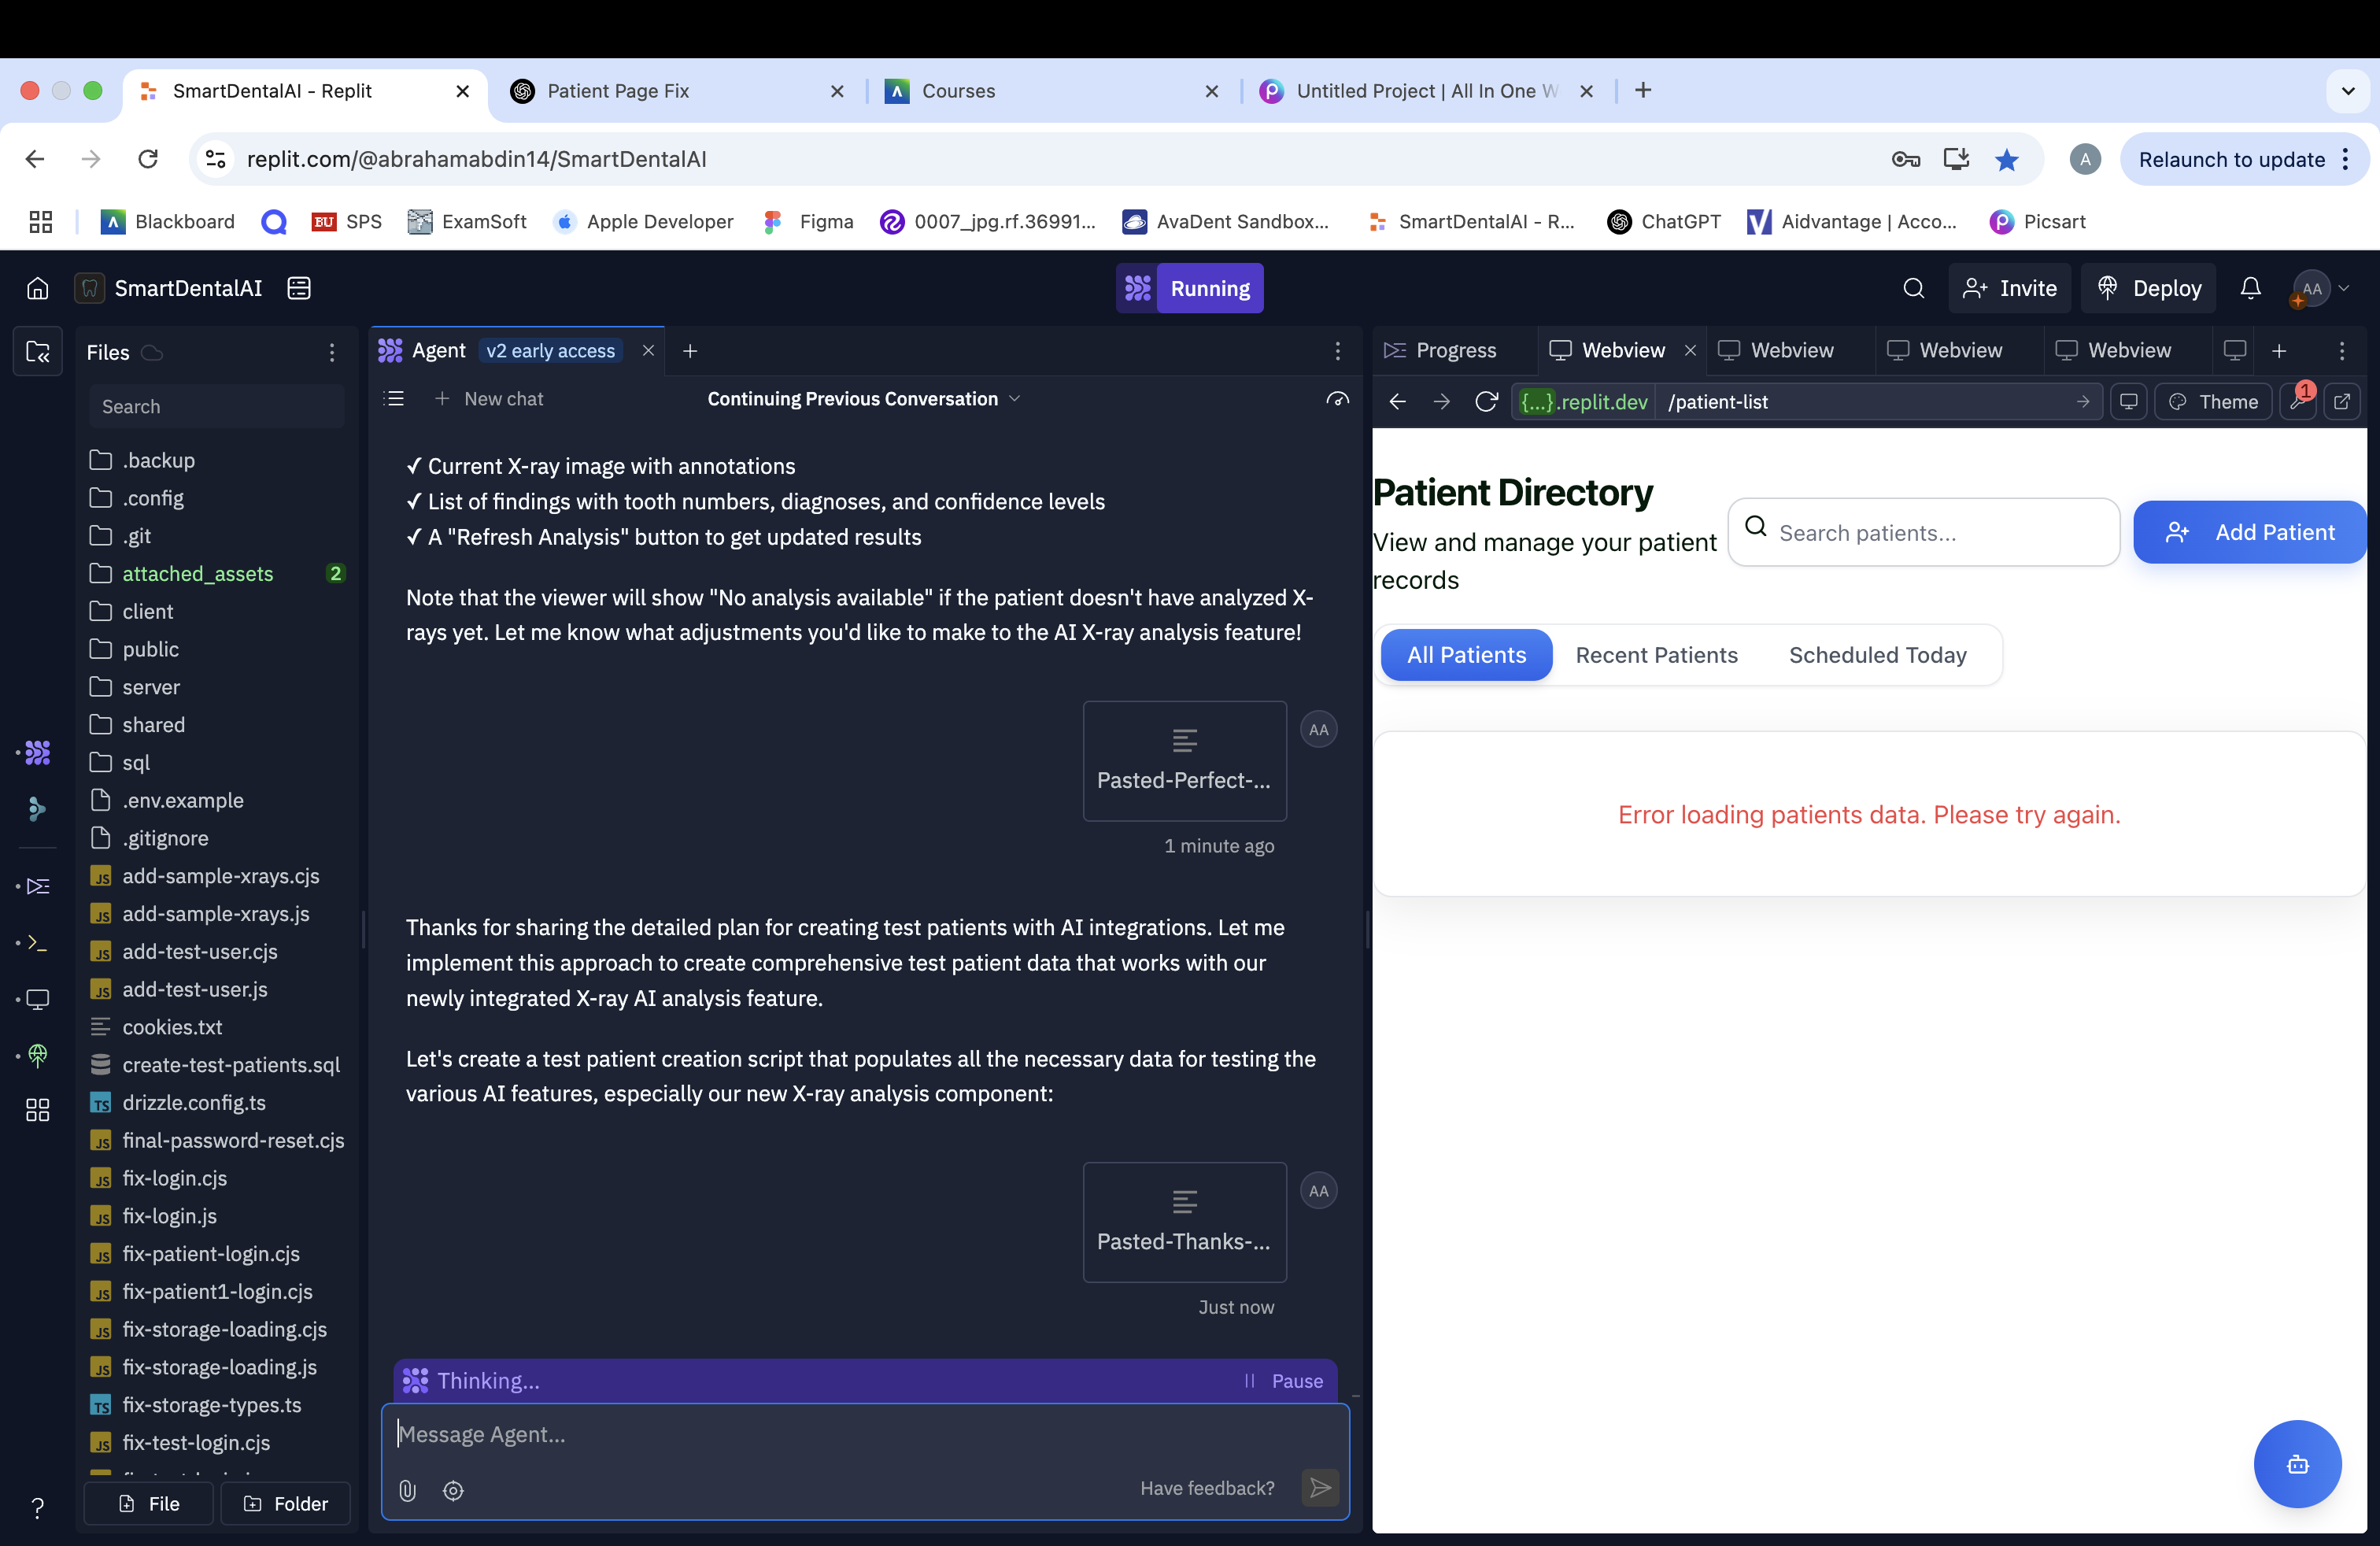 SmartDentalAI - Replit
Patient Page Fix
Courses
Untitled Project | All In One W
replit.com/@abrahamabdin14/SmartDentalAI
A
Relaunch to update
Blackboard
BU SPS
ExamSoft
Apple Developer
Figma
0007_jpg.rf.36991...
AvaDent Sandbox...
SmartDentalAI - R...
ChatGPT
Aidvantage | Acco...
Picsart
SmartDentalAI
Running
Invite
Deploy
AA
Files
Search
.backup
.config
.git
attached_assets 2
client
public
server
shared
sql
.env.example
.gitignore
JS add-sample-xrays.cjs
JS add-sample-xrays.js
JS add-test-user.cjs
JS add-test-user.js
cookies.txt
create-test-patients.sql
TS drizzle.config.ts
JS final-password-reset.cjs
JS fix-login.cjs
JS fix-login.js
JS fix-patient-login.cjs
JS fix-patient1-login.cjs
JS fix-storage-loading.cjs
JS fix-storage-loading.js
TS fix-storage-types.ts
JS fix-test-login.cjs
File
Folder
Agent v2 early access
New chat
Continuing Previous Conversation
✓ Current X-ray image with annotations
✓ List of findings with tooth numbers, diagnoses, and confidence levels
✓ A "Refresh Analysis" button to get updated results
Note that the viewer will show "No analysis available" if the patient doesn't have analyzed X-
rays yet. Let me know what adjustments you'd like to make to the AI X-ray analysis feature!
Pasted-Perfect-...
AA
1 minute ago
Thanks for sharing the detailed plan for creating test patients with AI integrations. Let me
implement this approach to create comprehensive test patient data that works with our
newly integrated X-ray AI analysis feature.
Let's create a test patient creation script that populates all the necessary data for testing the
various AI features, especially our new X-ray analysis component:
Pasted-Thanks-...
AA
Just now
Thinking...
Pause
Message Agent...
Have feedback?
Progress
Webview
Webview
Webview
Webview
{...}.replit.dev
/patient-list
Theme
1
Patient Directory
View and manage your patient
records
Search patients...
Add Patient
All Patients
Recent Patients
Scheduled Today
Error loading patients data. Please try again.